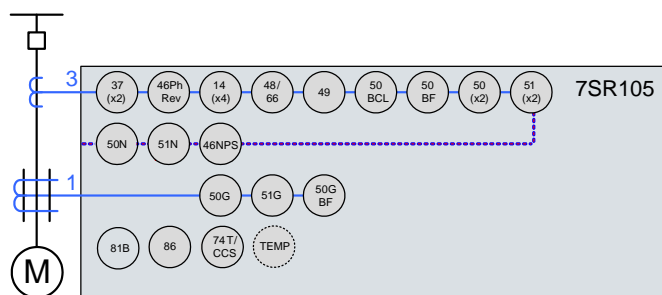 3
37
(x2)
46Ph
Rev
14
(x4)
48/
66
49
50
BCL
50
BF
50
(x2)
51
(x2)
7SR105
50N
51N
46NPS
1
50G
51G
50G
BF
81B
86
74T/
CCS
TEMP
M